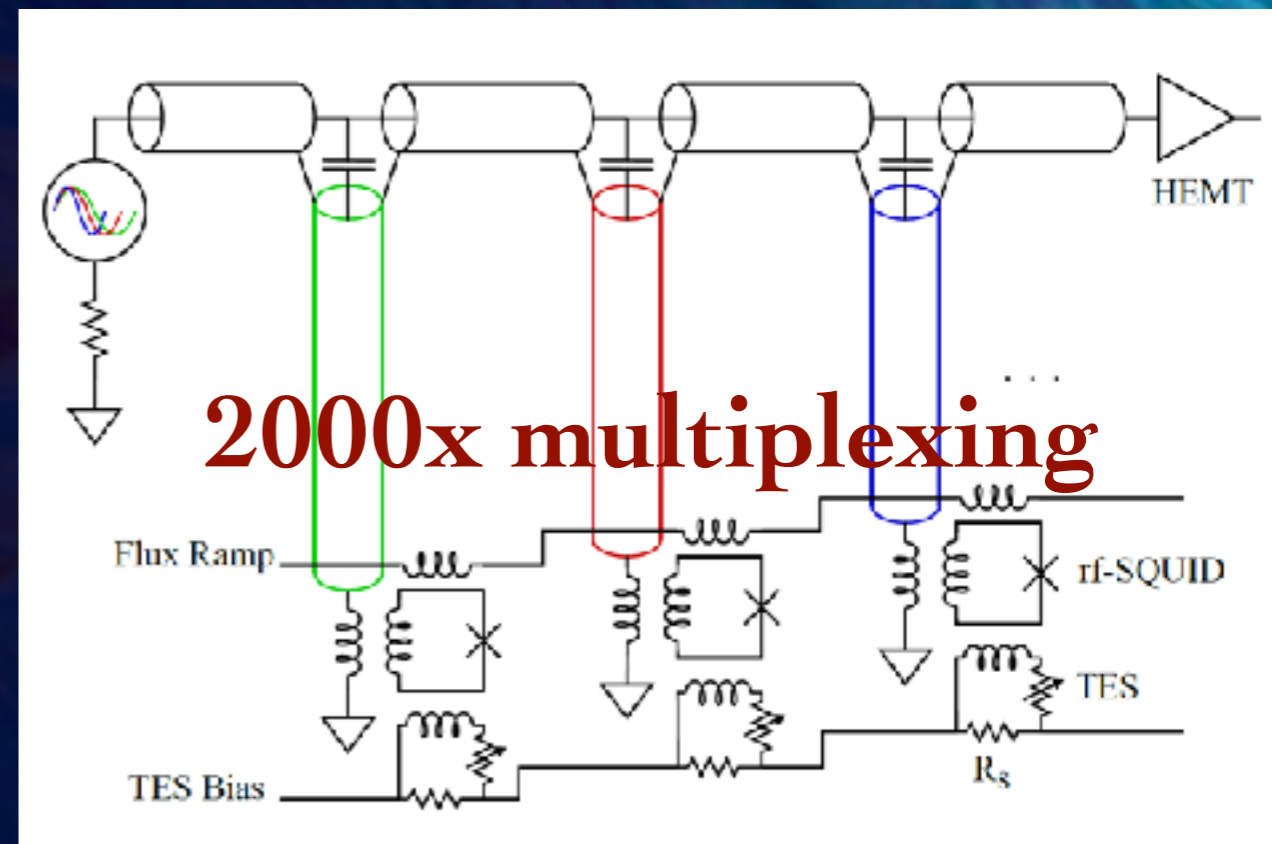 HEMT
. . .
2000x multiplexing
Flux Ramp
rf-SQUID
TES
TES Bias
RS